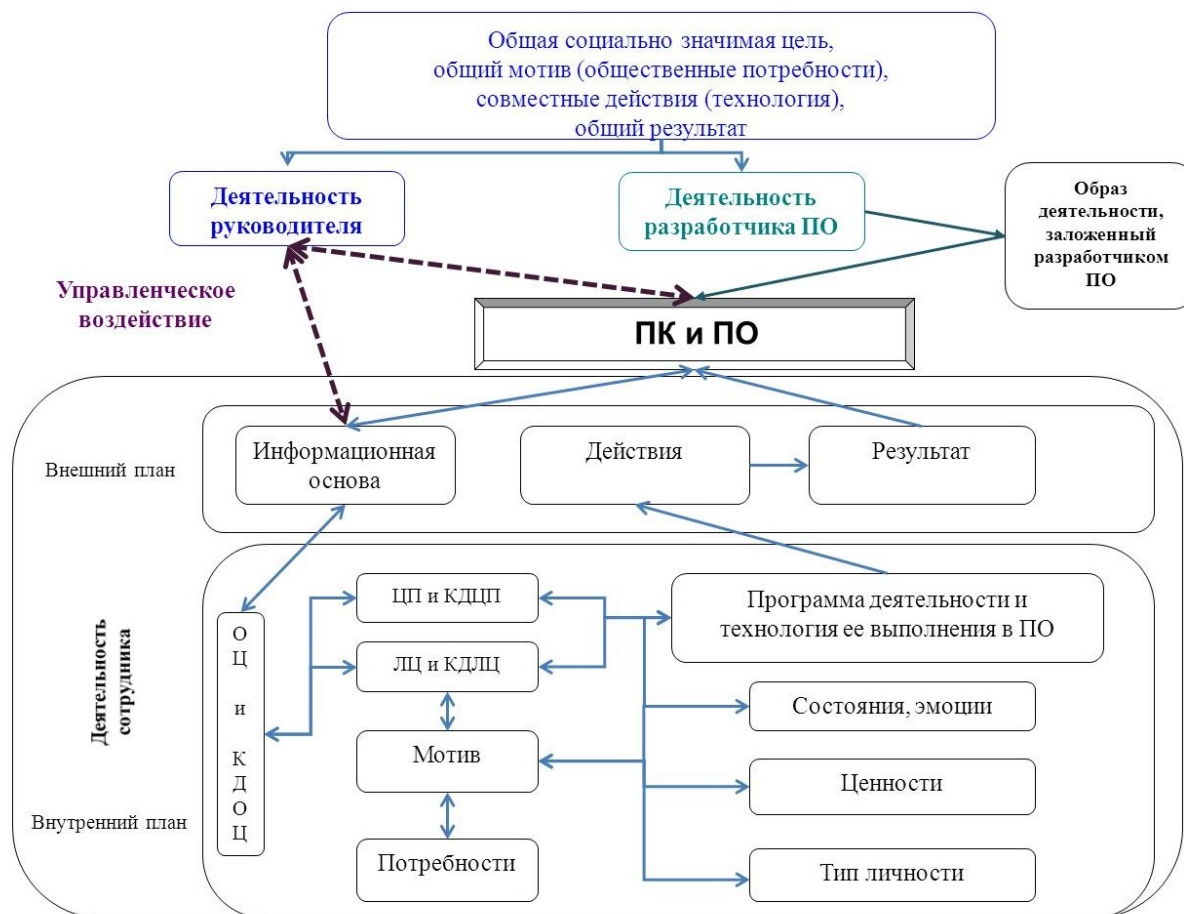 Общая социально значимая цель,
общий мотив (общественные потребности),
совместные действия (технология),
общий результат
Деятельность
руководителя
Деятельность
разработчика ПО
Образ
деятельности,
заложенный
разработчиком
ПО
Управленческое
воздействие
ПК и ПО
Внешний план
Информационная
основа
Действия
Результат
Деятельность
сотрудника
Внутренний план
ОЦ и КДОЦ
ЦП и КДЦП
ЛЦ и КДЛЦ
Мотив
Потребности
Программа деятельности и
технология ее выполнения в ПО
Состояния, эмоции
Ценности
Тип личности